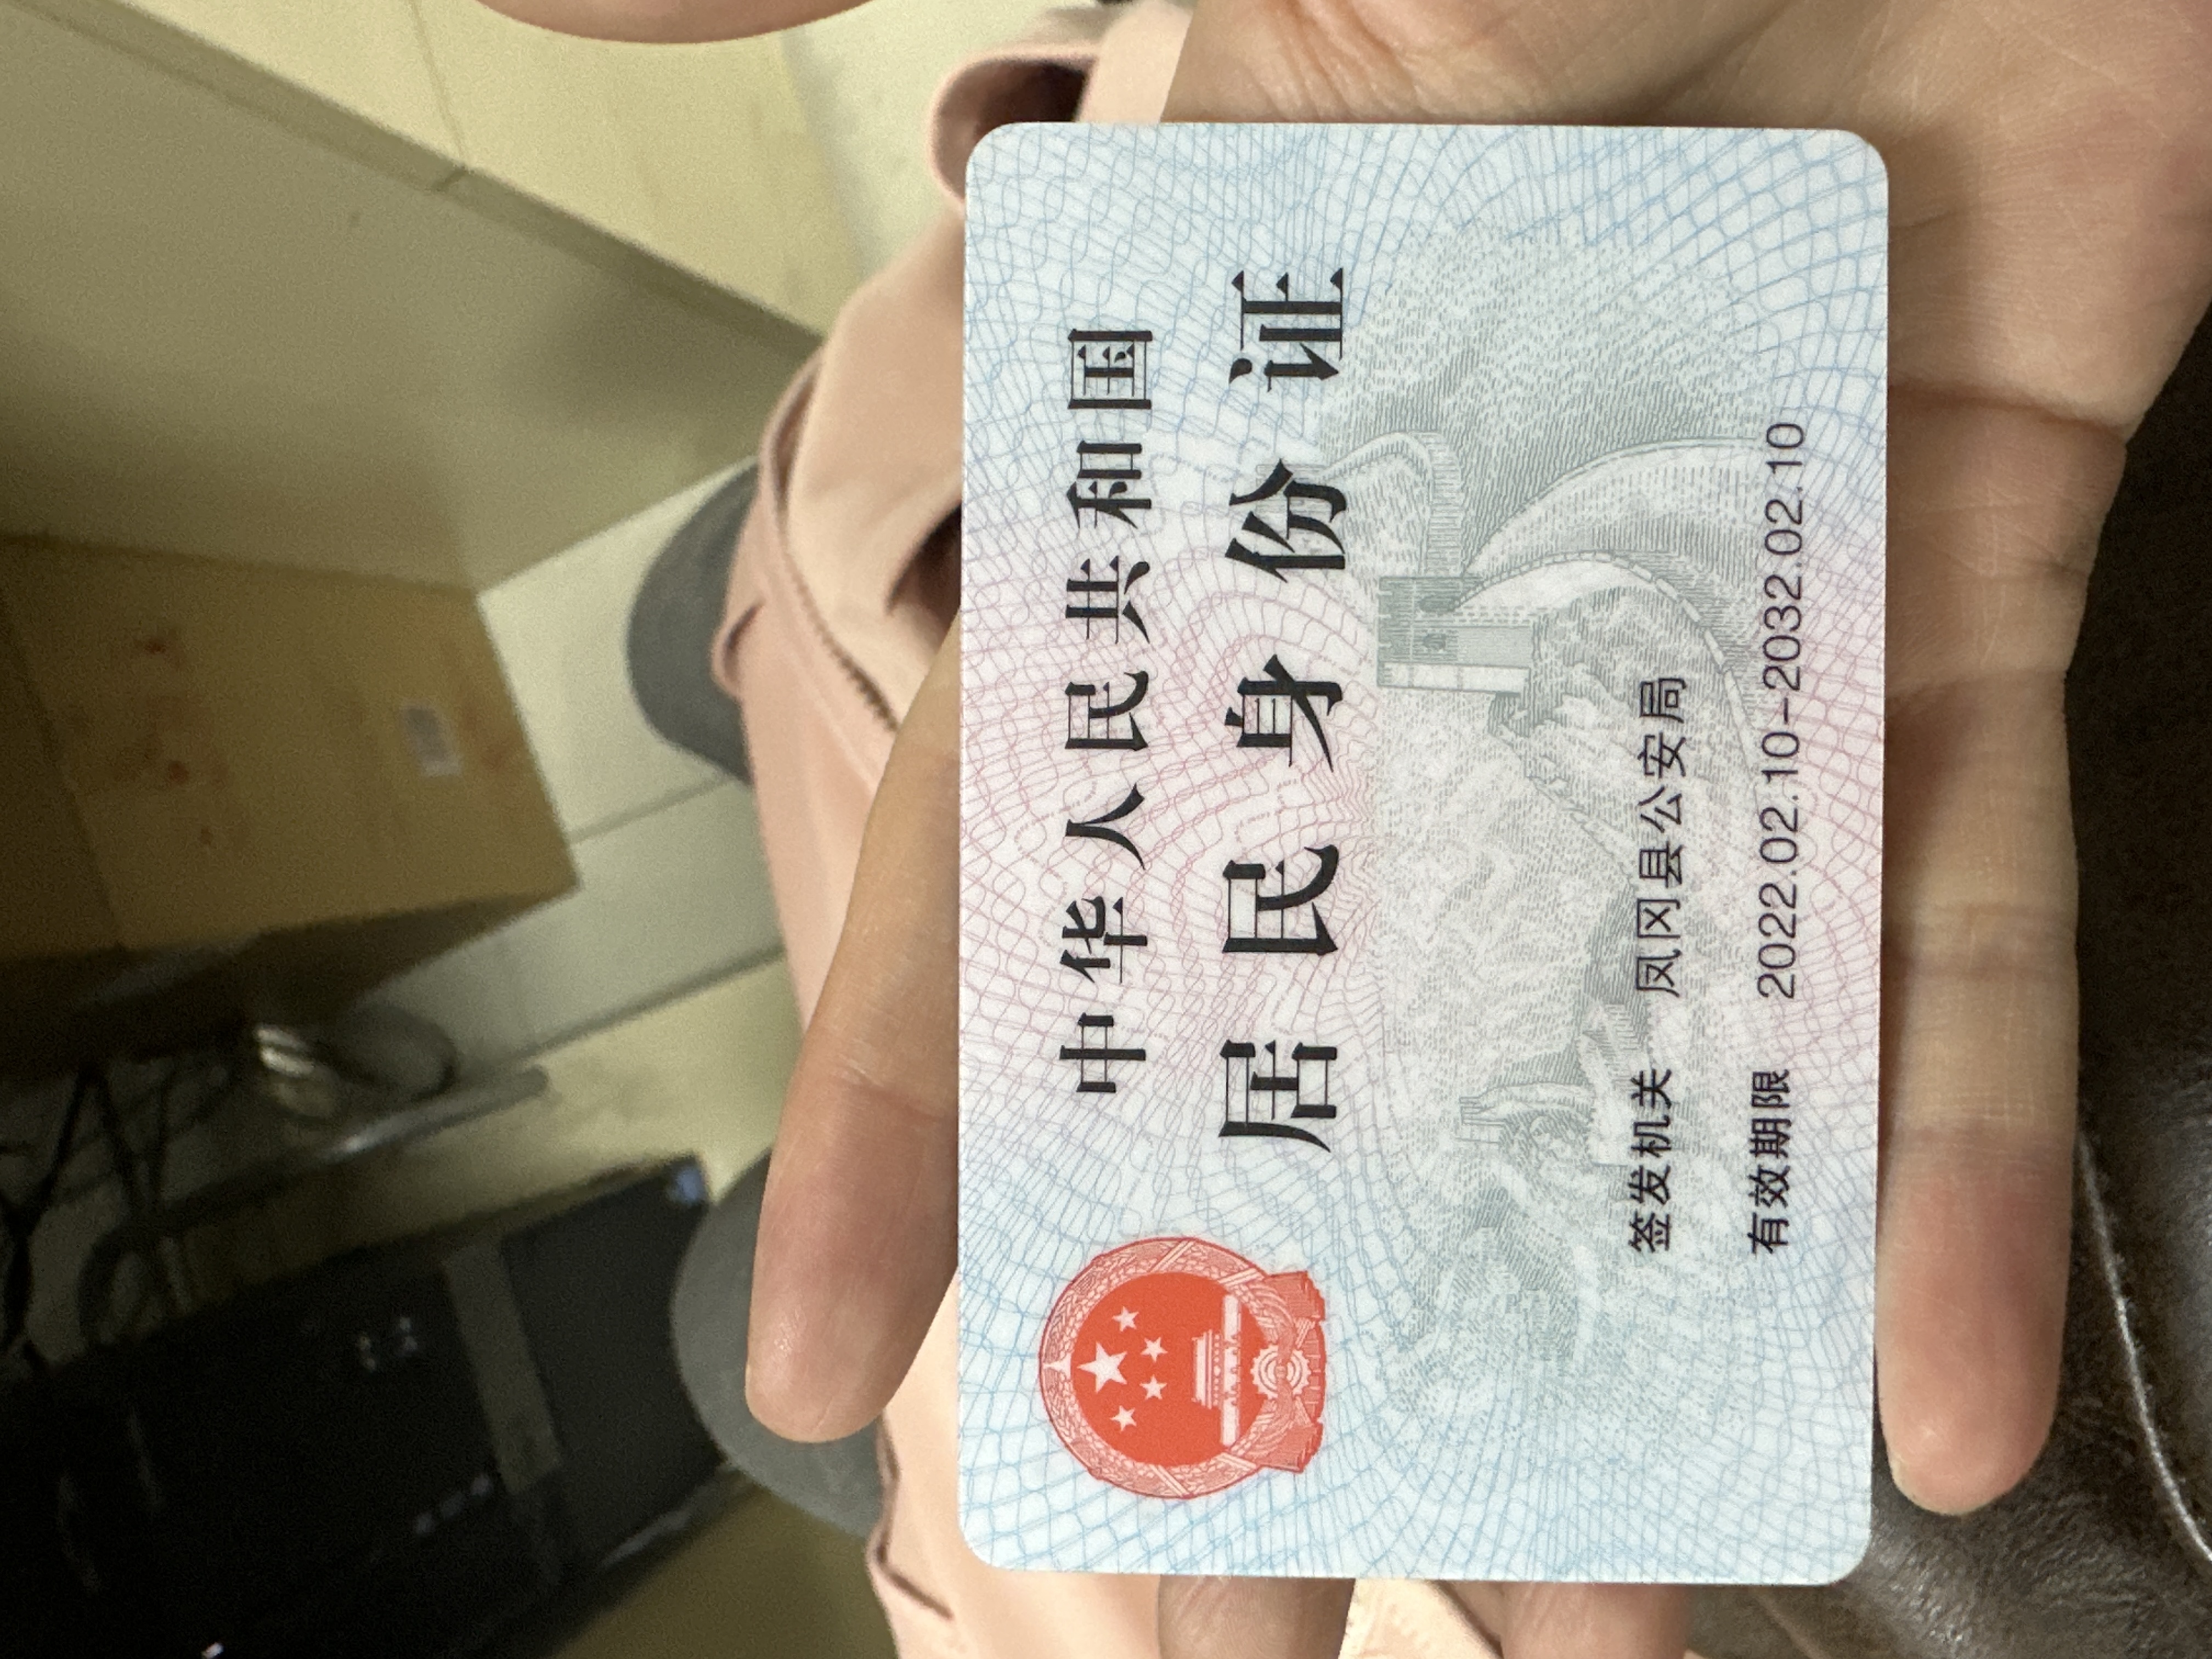 中华人民共和国
居民身份证
签发机关 凤冈县公安局
有效期限 2022.02.10-2032.02.10